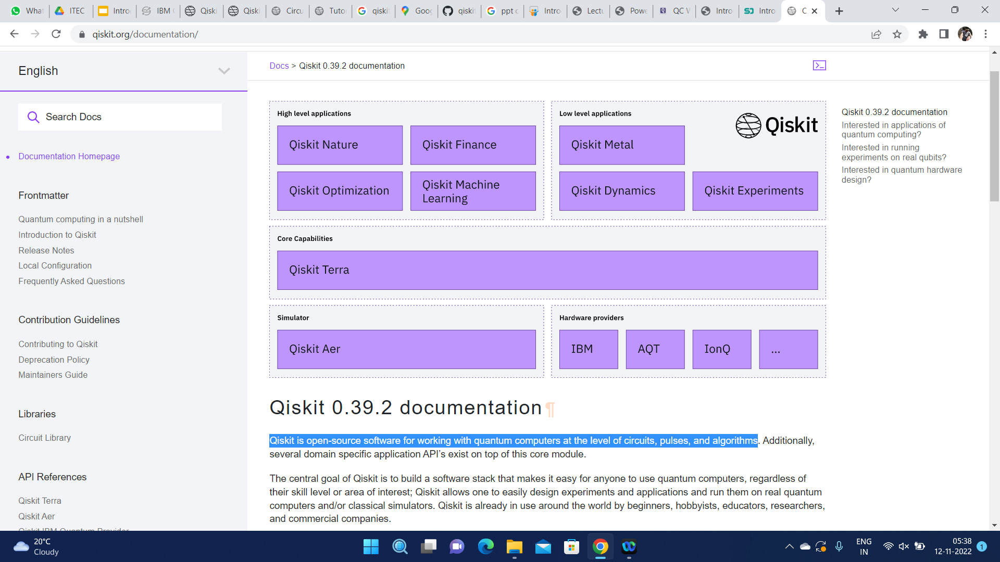 What
ITEC
Intro
IBM
Qiski
Qiski
Circu
Tuto
qiski
Goog
qiski
ppt c
Intro
Lectu
Powe
QC V
Intro
Intro
C
qiskit.org/documentation/
English
Search Docs
Documentation Homepage
Frontmatter
Quantum computing in a nutshell
Introduction to Qiskit
Release Notes
Local Configuration
Frequently Asked Questions
Contribution Guidelines
Contributing to Qiskit
Deprecation Policy
Maintainers Guide
Libraries
Circuit Library
API References
Qiskit Terra
Qiskit Aer
Qiskit IBM Quantum Provider
Docs > Qiskit 0.39.2 documentation
High level applications
Qiskit Nature
Qiskit Finance
Qiskit Optimization
Qiskit Machine
Learning
Low level applications
Qiskit
Qiskit Metal
Qiskit Dynamics
Qiskit Experiments
Core Capabilities
Qiskit Terra
Simulator
Qiskit Aer
Hardware providers
IBM
AQT
IonQ
...
Qiskit 0.39.2 documentation¶
Qiskit is open-source software for working with quantum computers at the level of circuits, pulses, and algorithms. Additionally,
several domain specific application API’s exist on top of this core module.
The central goal of Qiskit is to build a software stack that makes it easy for anyone to use quantum computers, regardless of
their skill level or area of interest; Qiskit allows one to easily design experiments and applications and run them on real quantum
computers and/or classical simulators. Qiskit is already in use around the world by beginners, hobbyists, educators, researchers,
and commercial companies.
Qiskit 0.39.2 documentation
Interested in applications of
quantum computing?
Interested in running
experiments on real qubits?
Interested in quantum hardware
design?
20°C
Cloudy
ENG
IN
05:38
12-11-2022
1